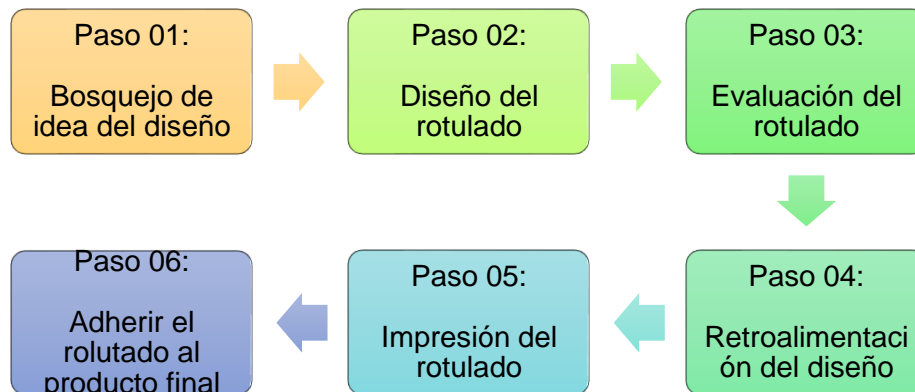 Paso 01:
Bosquejo de
idea del diseño
Paso 02:
Diseño del
rotulado
Paso 03:
Evaluación del
rotulado
Paso 04:
Retroalimentaci
ón del diseño
Paso 05:
Impresión del
rotulado
Paso 06:
Adherir el
rolutado al
producto final